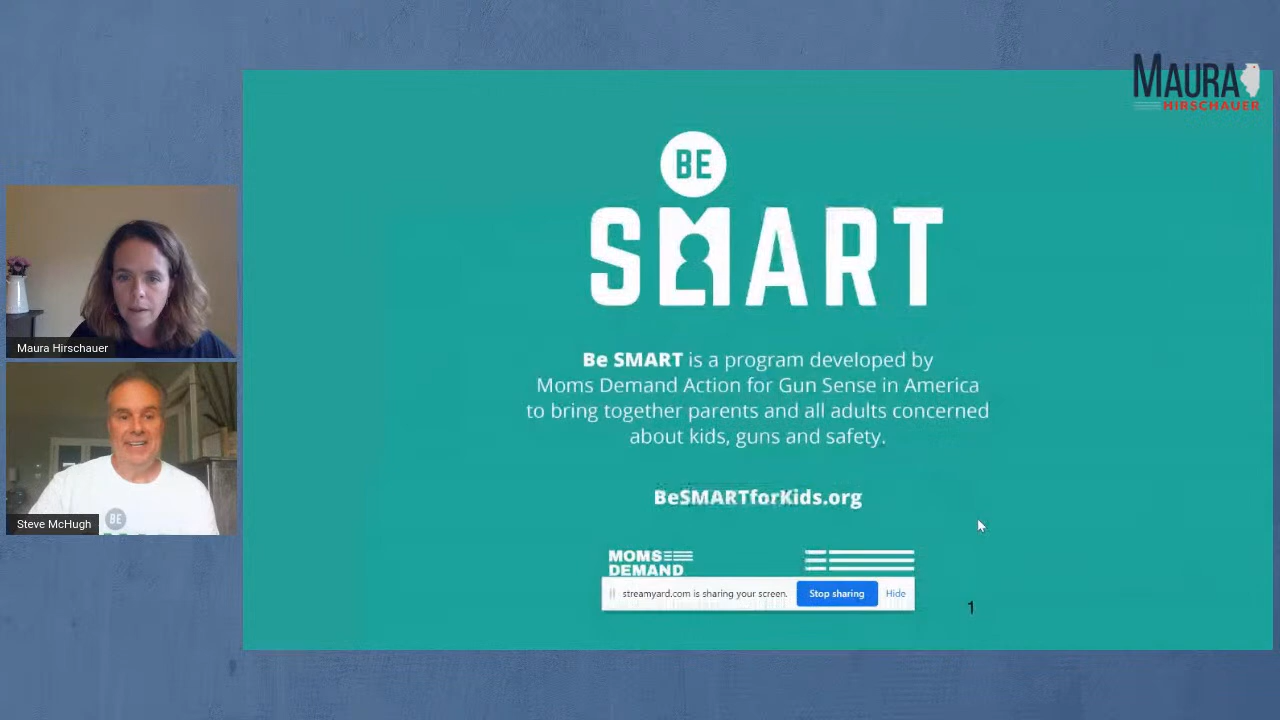 MAURA
HIRSCHAUER
BE
SMART
Be SMART is a program developed by
Moms Demand Action for Gun Sense in America
to bring together parents and all adults concerned
about kids, guns and safety.
BeSMARTforKids.org
MOMS
DEMAND
streamyard.com is sharing your screen.
Stop sharing
Hide
1
Maura Hirschauer
Steve McHugh
BE